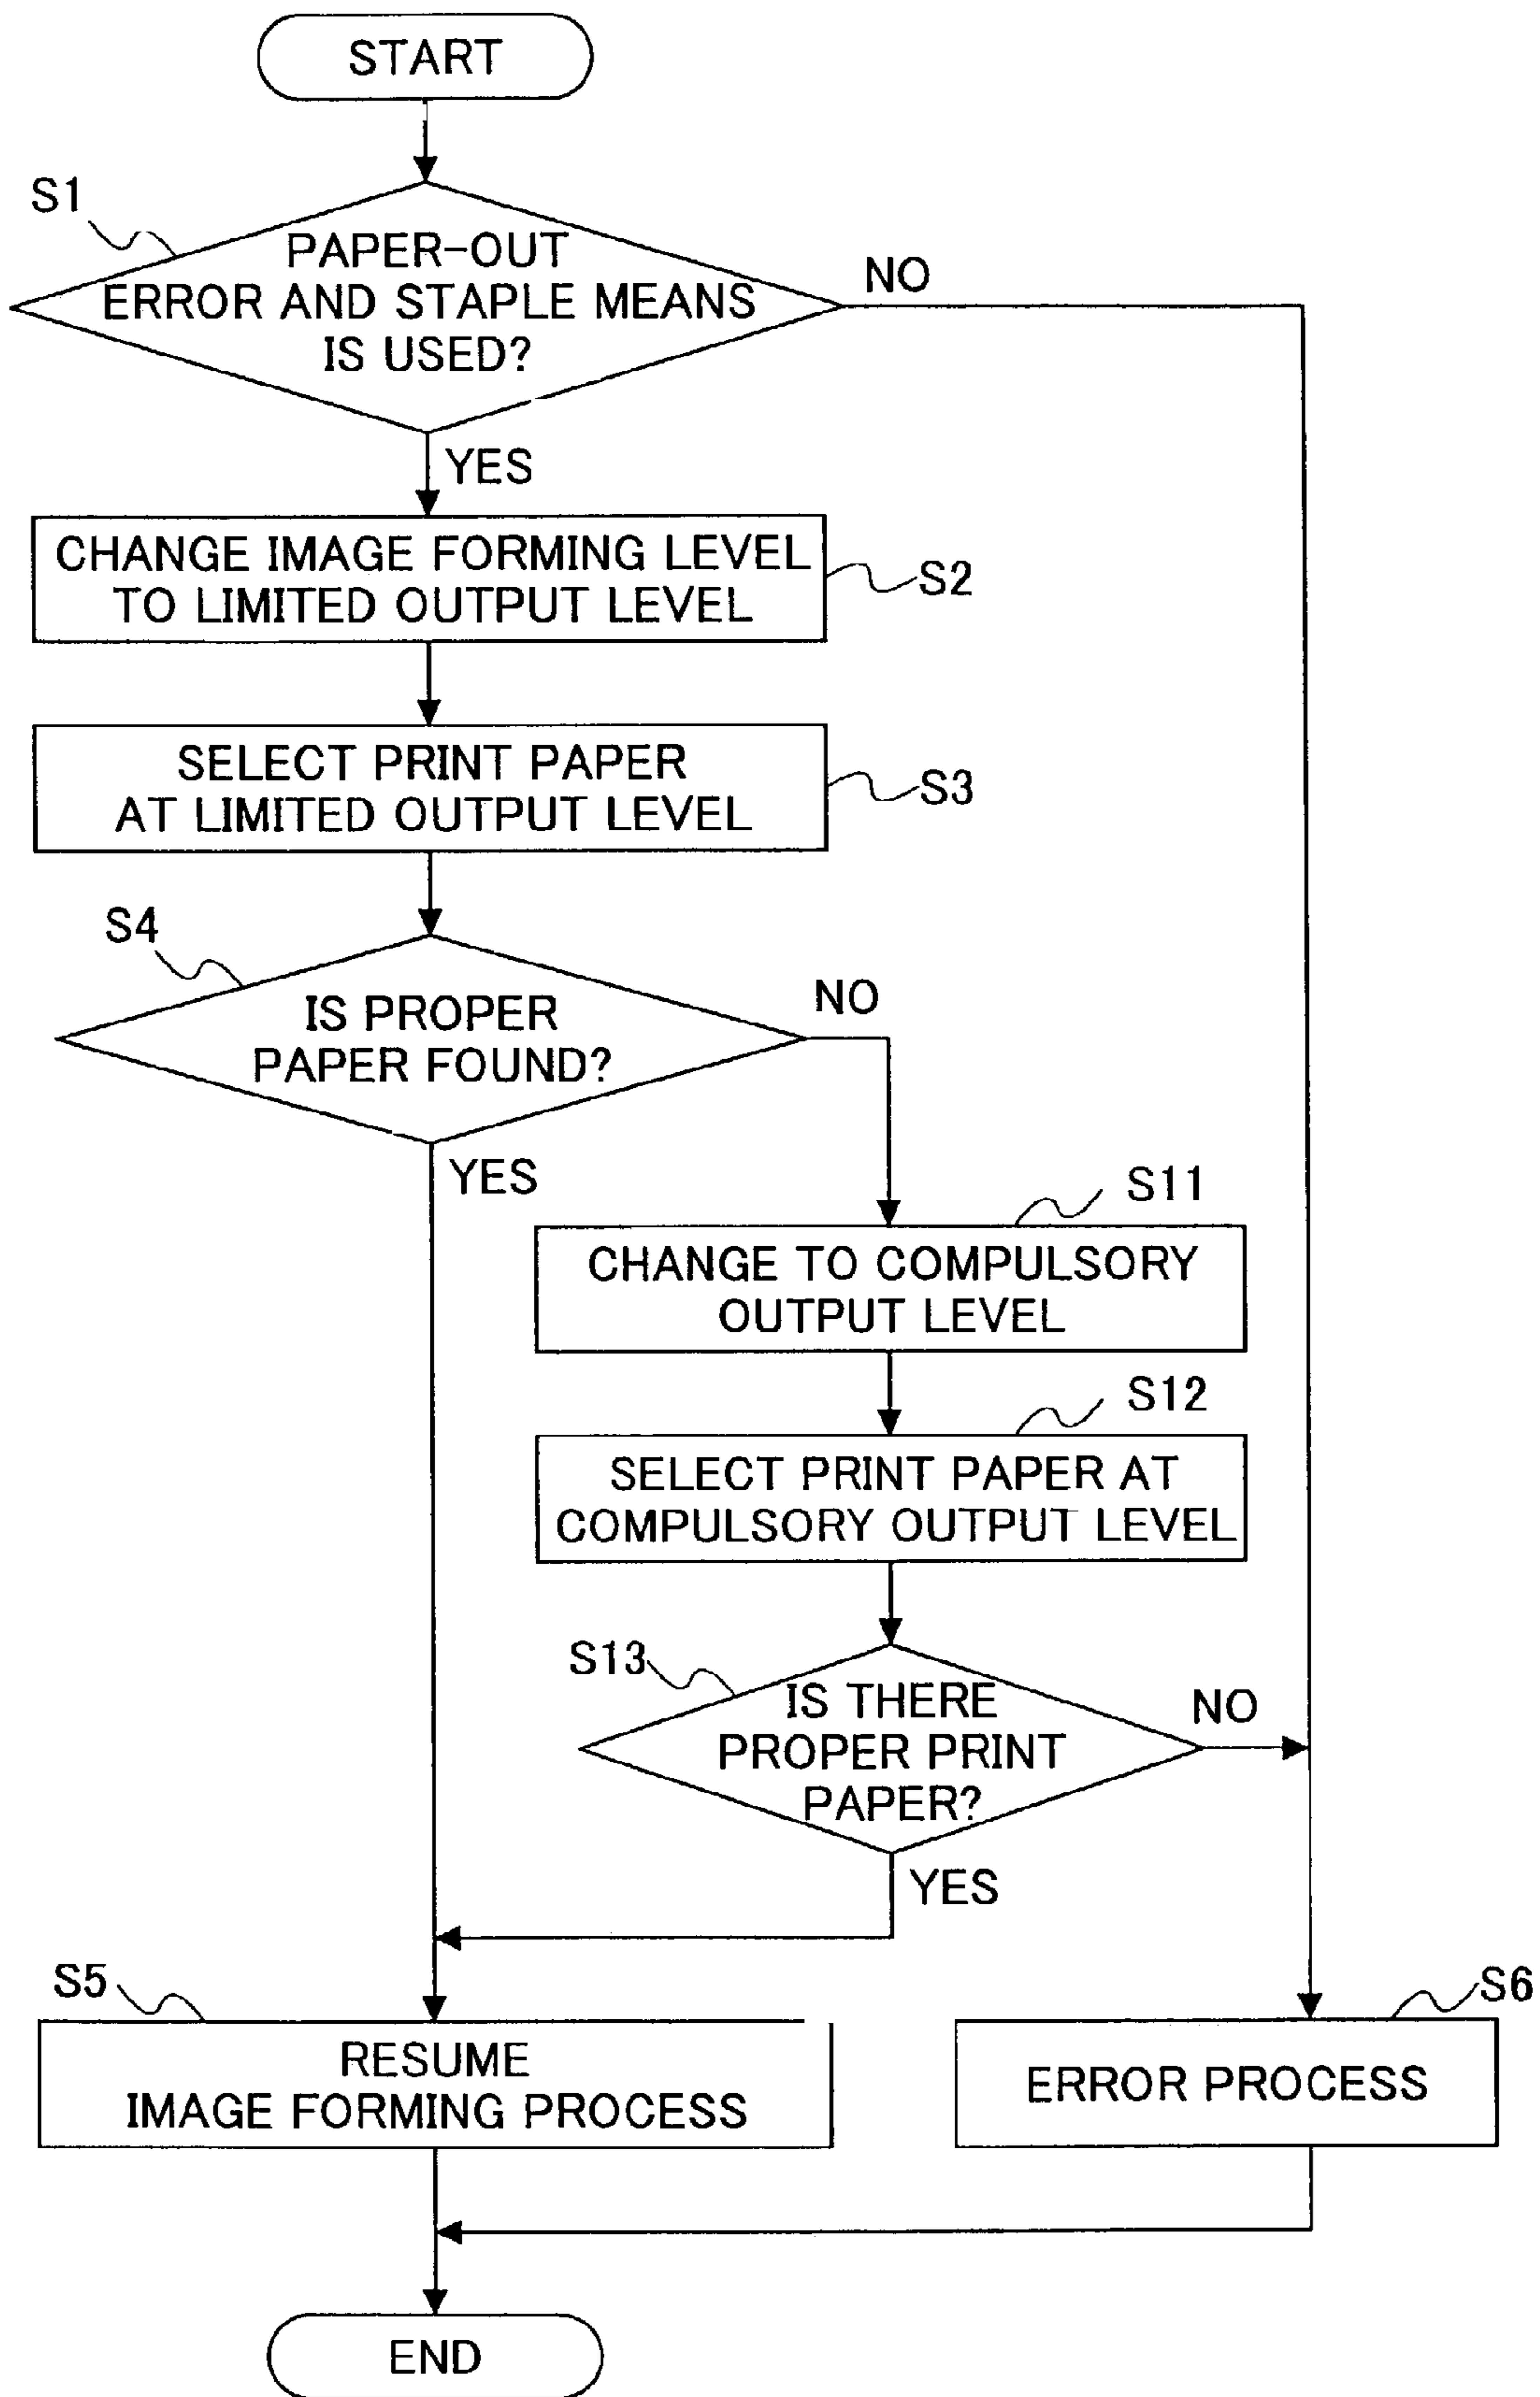 START
S1
PAPER-OUT
ERROR AND STAPLE MEANS
IS USED?
NO
YES
CHANGE IMAGE FORMING LEVEL
TO LIMITED OUTPUT LEVEL
S2
SELECT PRINT PAPER
AT LIMITED OUTPUT LEVEL
S3
S4
IS PROPER
PAPER FOUND?
NO
YES
S11
CHANGE TO COMPULSORY
OUTPUT LEVEL
S12
SELECT PRINT PAPER AT
COMPULSORY OUTPUT LEVEL
S13
IS THERE
PROPER PRINT
PAPER?
NO
YES
S5
RESUME
IMAGE FORMING PROCESS
S6
ERROR PROCESS
END